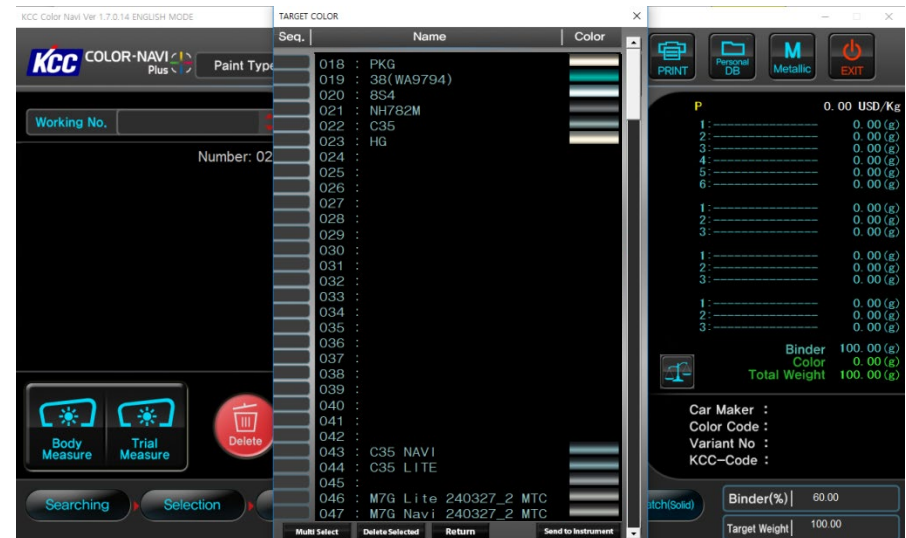 KCC Color Navi Ver 1.7.0.14 ENGLISH MODE
TARGET COLOR
KCC COLOR-NAVI
Plus
Paint Type
Seq. Name Color
PRINT
Personal DB
M Metallic
EXIT
Working No.
Number: 02
018 : PKG
019 : 38(WA9794)
020 : 8S4
021 : NH782M
022 : C35
023 : HG
024 :
025 :
026 :
027 :
028 :
029 :
030 :
031 :
032 :
033 :
034 :
035 :
036 :
037 :
038 :
039 :
040 :
041 :
042 :
043 : C35 NAVI
044 : C35 LITE
045 :
046 : M7G Lite 240327_2 MTC
047 : M7G Navi 240327_2 MTC
Multi Select Delete Selected Return Send to Instrument
P 0.00 USD/Kg
1: 0.00(g)
2: 0.00(g)
3: 0.00(g)
4: 0.00(g)
5: 0.00(g)
6: 0.00(g)
1: 0.00(g)
2: 0.00(g)
3: 0.00(g)
1: 0.00(g)
2: 0.00(g)
3: 0.00(g)
1: 0.00(g)
2: 0.00(g)
3: 0.00(g)
Binder 100.00(g)
Color 0.00(g)
Total Weight 100.00(g)
Body Measure
Trial Measure
Delete
Car Maker :
Color Code :
Variant No :
KCC-Code :
Searching
Selection
atch(Solid)
Binder(%) 60.00
Target Weight 100.00